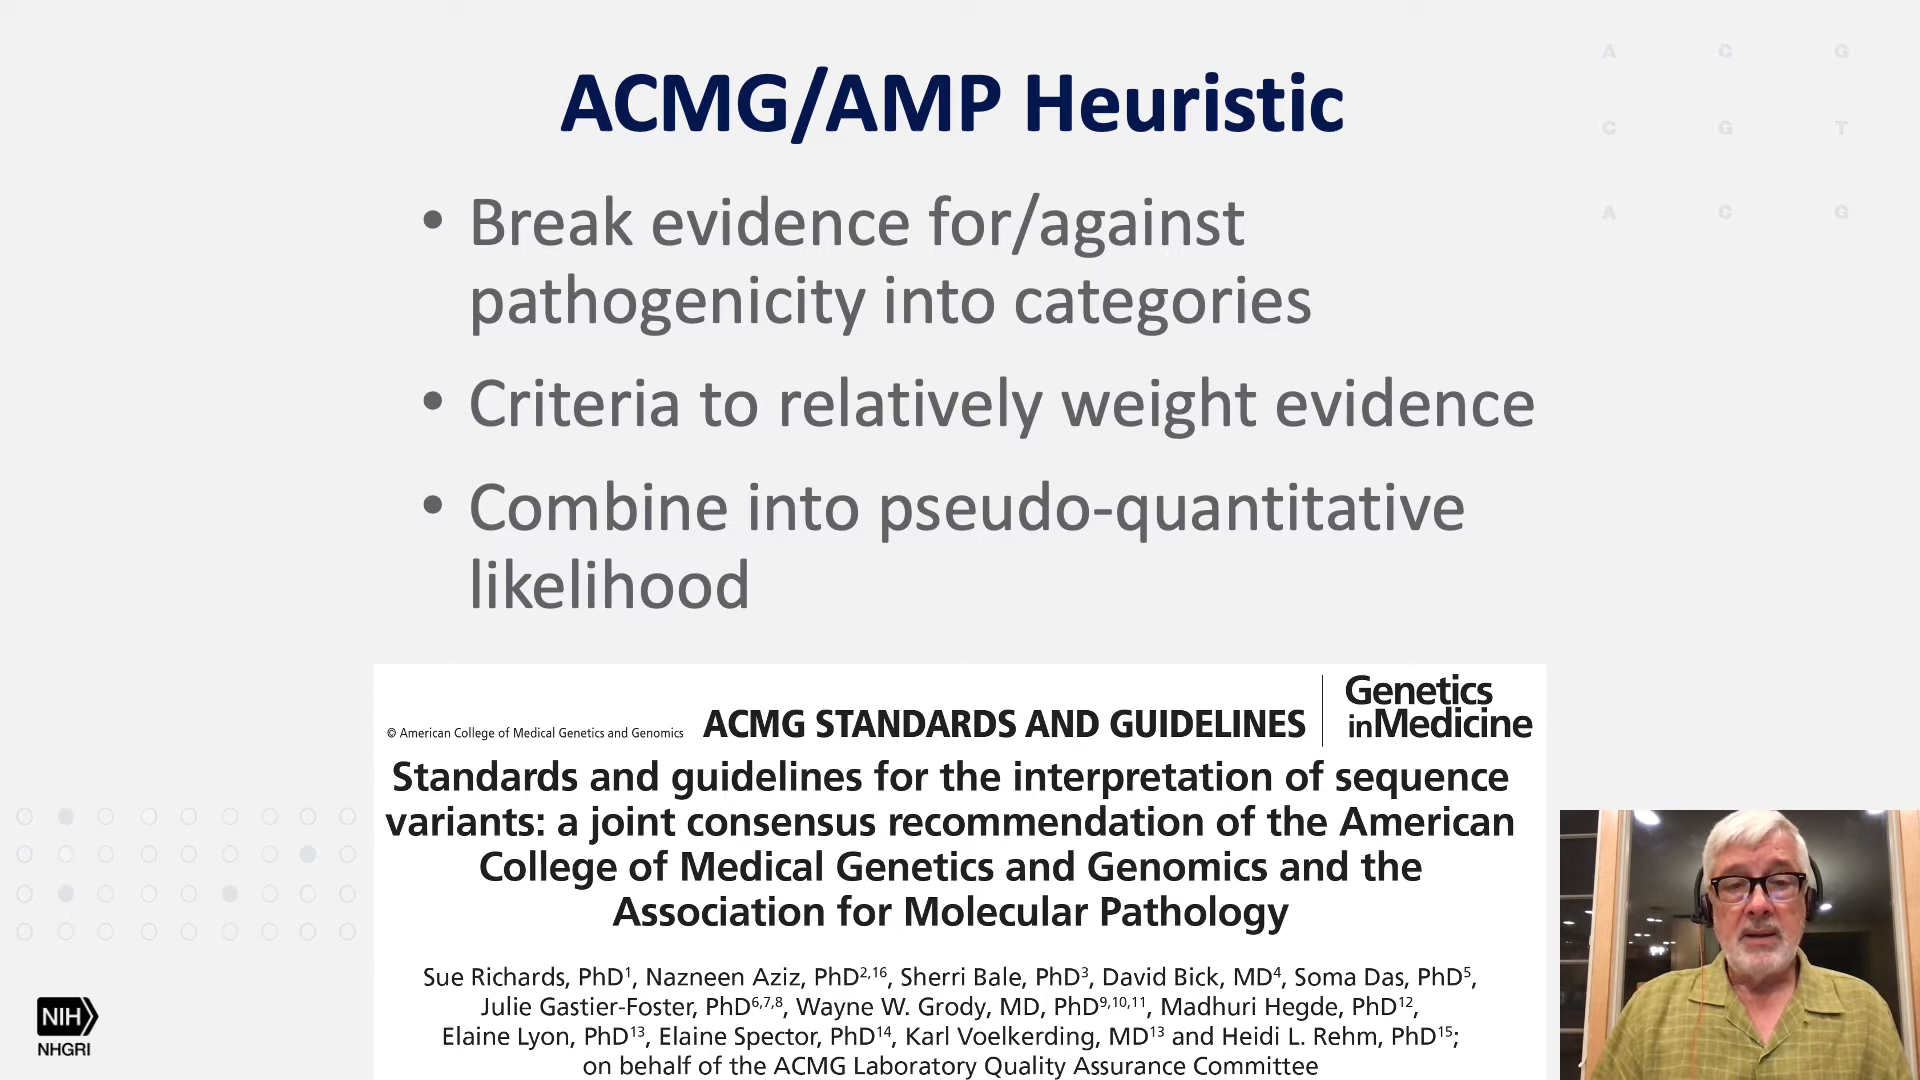 A C G
ACMG/AMP Heuristic
C G T
• Break evidence for/against
A C G
pathogenicity into categories
• Criteria to relatively weight evidence
• Combine into pseudo-quantitative
likelihood
© American College of Medical Genetics and Genomics ACMG STANDARDS AND GUIDELINES
Genetics
inMedicine
Standards and guidelines for the interpretation of sequence
variants: a joint consensus recommendation of the American
College of Medical Genetics and Genomics and the
Association for Molecular Pathology
Sue Richards, PhD1, Nazneen Aziz, PhD2,16, Sherri Bale, PhD3, David Bick, MD4, Soma Das, PhD5,
Julie Gastier-Foster, PhD6,7,8, Wayne W. Grody, MD, PhD9,10,11, Madhuri Hegde, PhD12,
Elaine Lyon, PhD13, Elaine Spector, PhD14, Karl Voelkerding, MD13 and Heidi L. Rehm, PhD15;
on behalf of the ACMG Laboratory Quality Assurance Committee
NIH
NHGRI